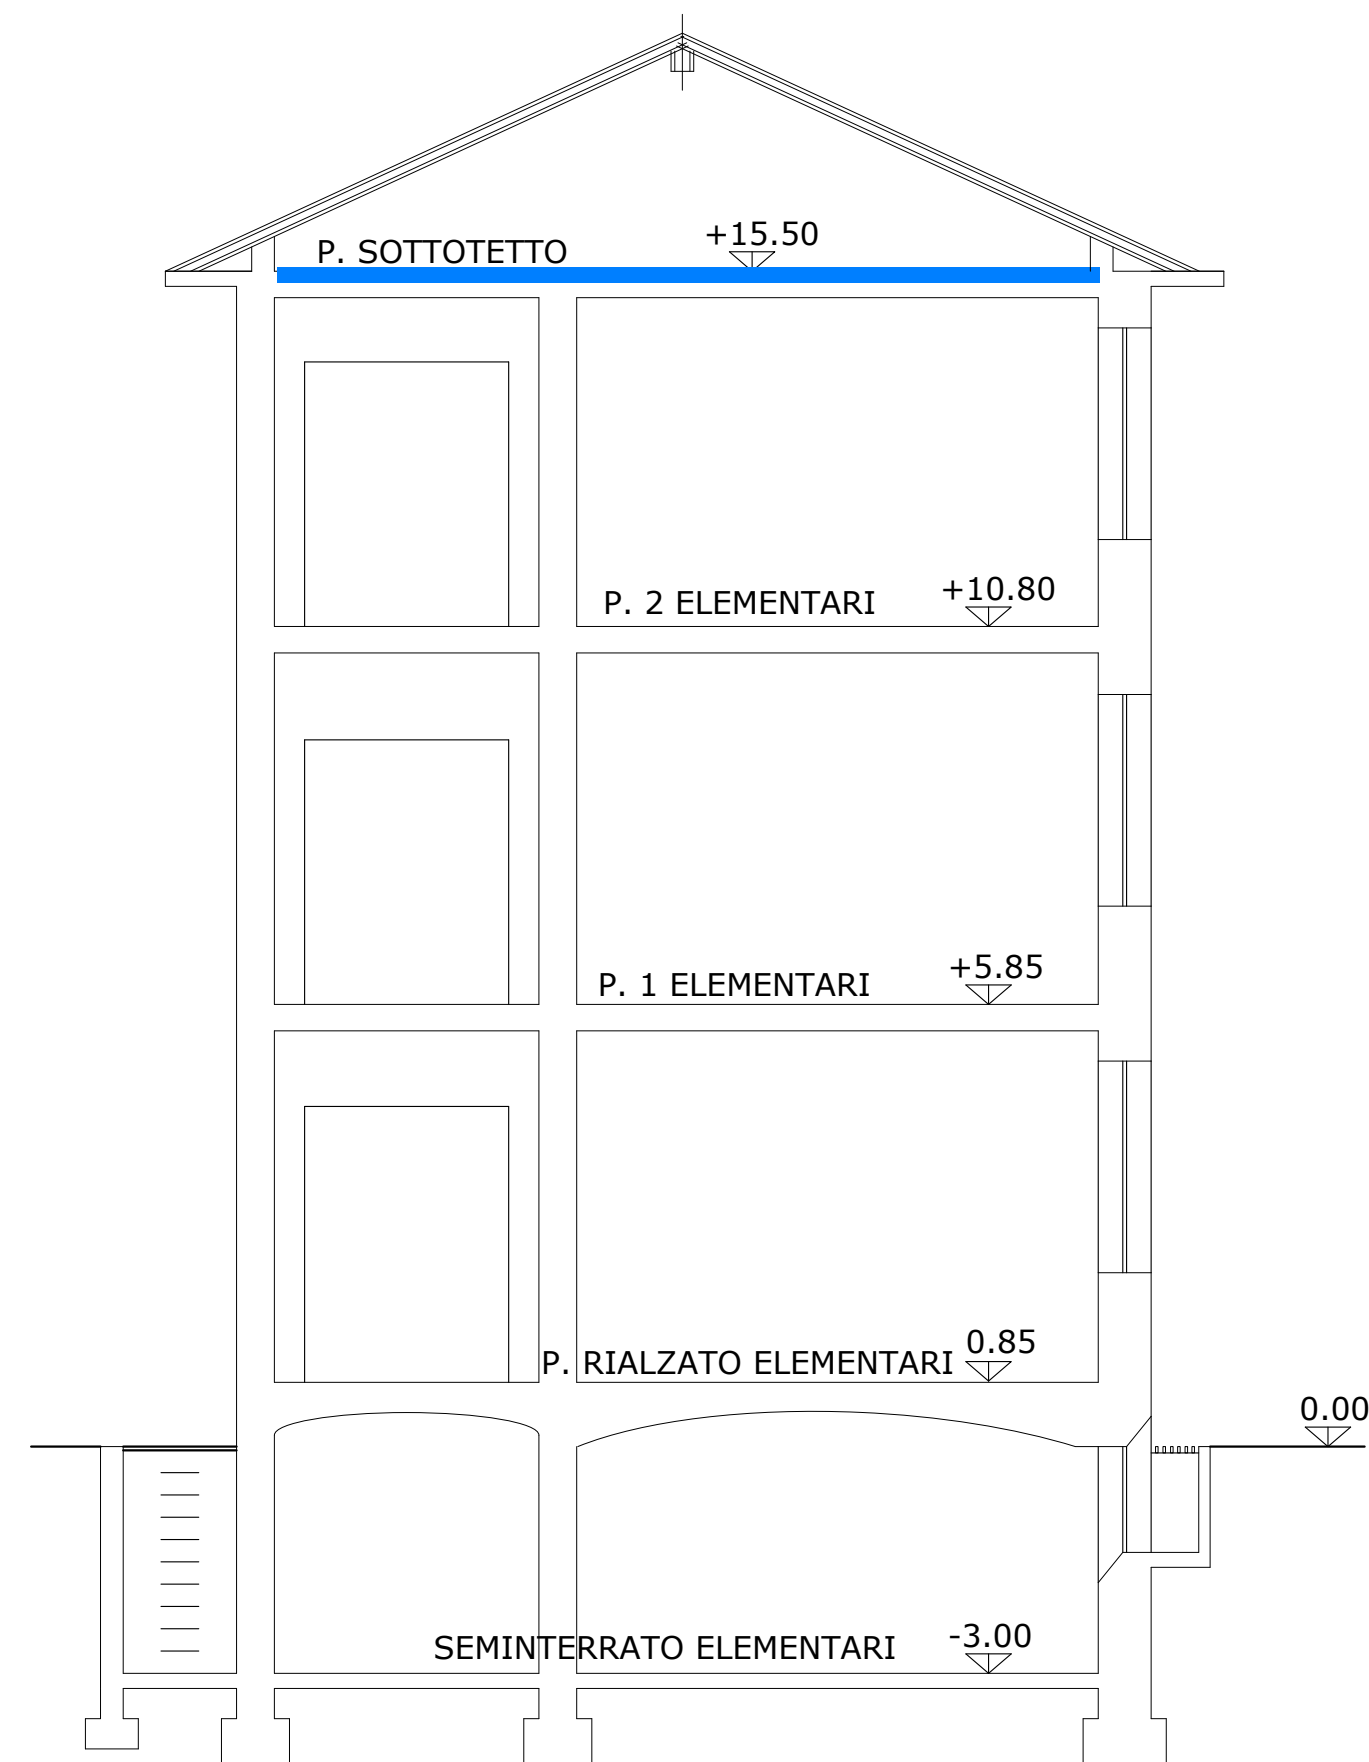 +15.50
P. SOTTOTETTO
+10.80
P. 2 ELEMENTARI
+5.85
P. 1 ELEMENTARI
0.85
P. RIALZATO ELEMENTARI
0.00
-3.00
SEMINTERRATO ELEMENTARI